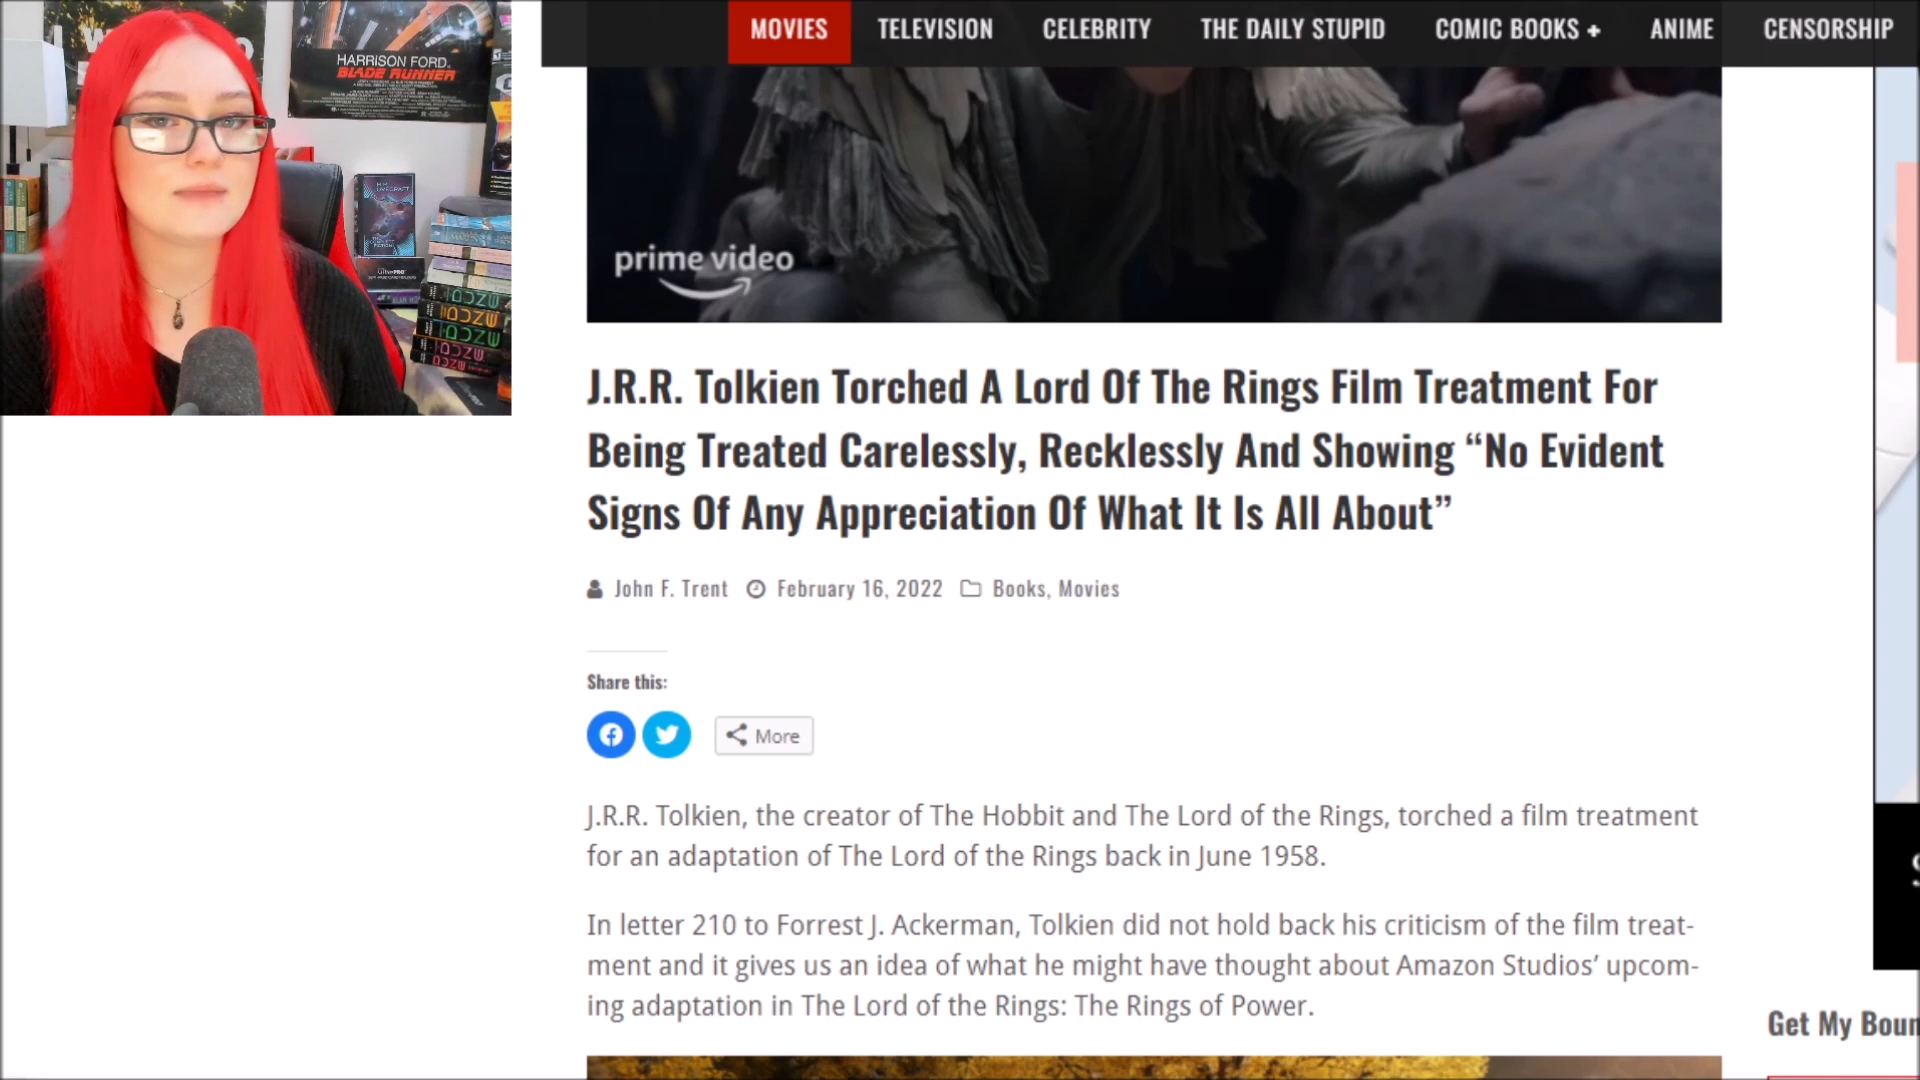 HARRISON FORD.
BLADE RUNNER
MOVIES TELEVISION CELEBRITY THE DAILY STUPID COMIC BOOKS + ANIME CENSORSHIP
prime video
J.R.R. Tolkien Torched A Lord Of The Rings Film Treatment For
Being Treated Carelessly, Recklessly And Showing “No Evident
Signs Of Any Appreciation Of What It Is All About”
John F. Trent February 16, 2022 Books, Movies
Share this:
More
J.R.R. Tolkien, the creator of The Hobbit and The Lord of the Rings, torched a film treatment
for an adaptation of The Lord of the Rings back in June 1958.
In letter 210 to Forrest J. Ackerman, Tolkien did not hold back his criticism of the film treat-
ment and it gives us an idea of what he might have thought about Amazon Studios’ upcom-
ing adaptation in The Lord of the Rings: The Rings of Power.
Get My Boun